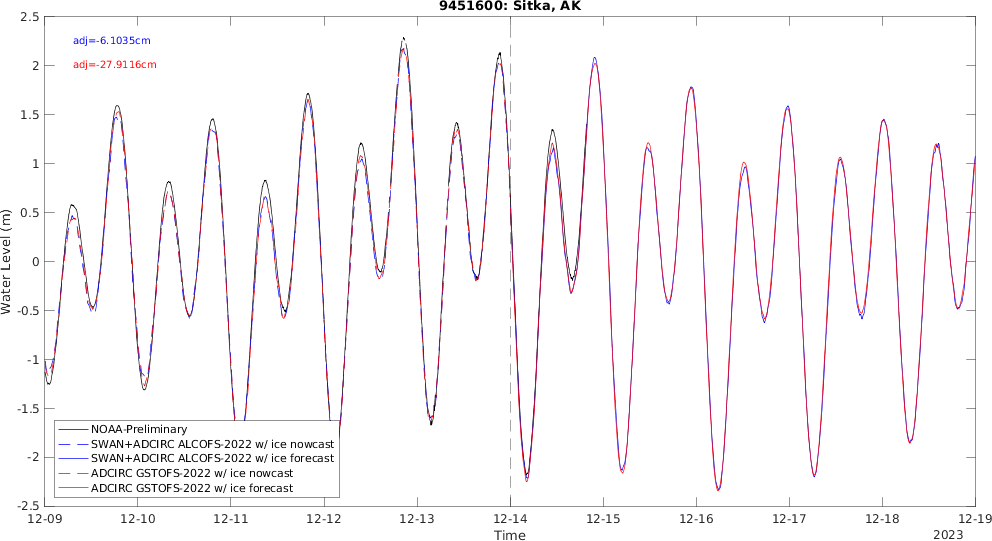 9451600: Sitka, AK
2.5
2
1.5
1
0.5
0
-0.5
-1
-1.5
-2
-2.5
Water Level (m)
adj=-6.1035cm
adj=-27.9116cm
NOAA-Preliminary
SWAN+ADCIRC ALCOFS-2022 w/ ice nowcast
SWAN+ADCIRC ALCOFS-2022 w/ ice forecast
ADCIRC GSTOFS-2022 w/ ice nowcast
ADCIRC GSTOFS-2022 w/ ice forecast
12-09 12-10 12-11 12-12 12-13 12-14 12-15 12-16 12-17 12-18 12-19
Time
2023